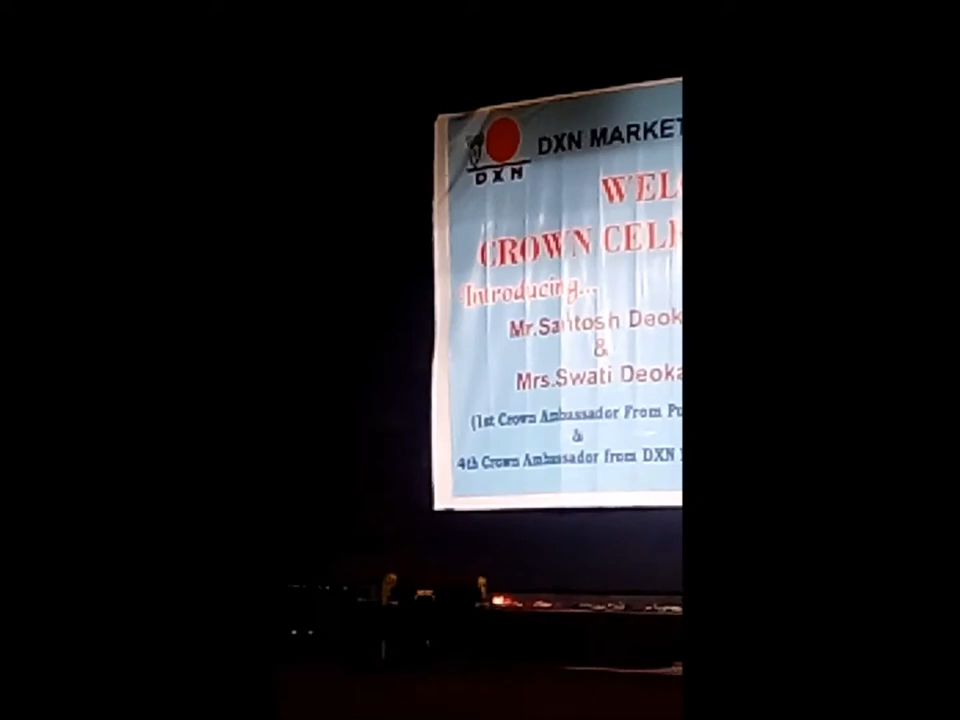 DXN
DXN MARKET
WEL
CROWN CEL
Introducing...
Mr.Santosh Deok
&
Mrs.Swati Deoka
(1st Crown Ambassador From Pu
&
4th Crown Ambassador from DXN